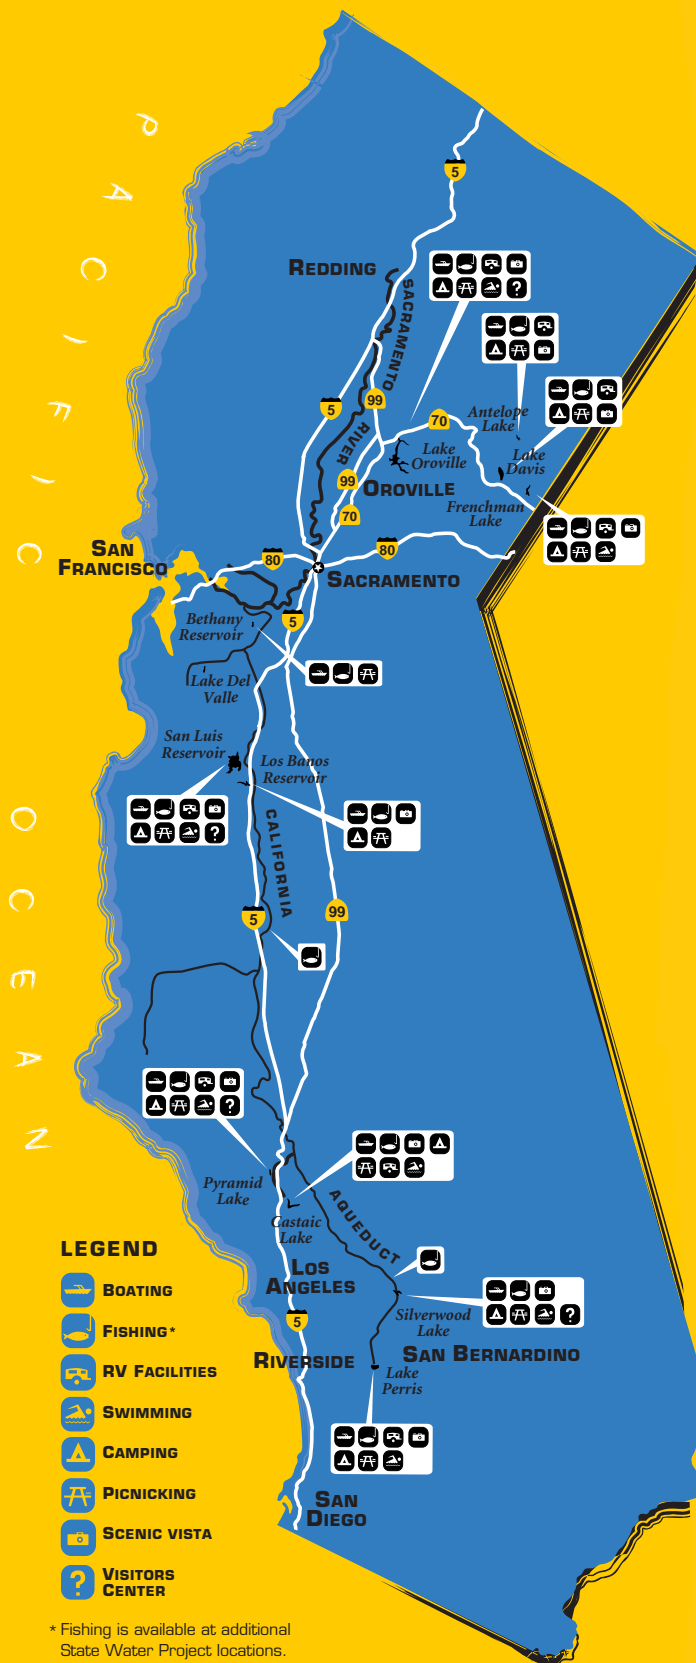 PACIFIC
OCEAN
5
REDDING
SACRAMENTO
RIVER
99
5
70
Antelope
Lake
Lake
Oroville
Lake
Davis
99
OROVILLE
70
Frenchman
Lake
SAN
FRANCISCO
80
80
SACRAMENTO
Bethany
Reservoir
5
Lake Del
Valle
San Luis
Reservoir
Los Banos
Reservoir
CALIFORNIA
5
99
Pyramid
Lake
Castaic
Lake
AQUEDUCT
LOS
ANGELES
5
Silverwood
Lake
RIVERSIDE
SAN BERNARDINO
Lake
Perris
SAN
DIEGO
LEGEND
BOATING
FISHING*
RV FACILITIES
SWIMMING
CAMPING
PICNICKING
SCENIC VISTA
? VISITORS
CENTER
* Fishing is available at additional
State Water Project locations.